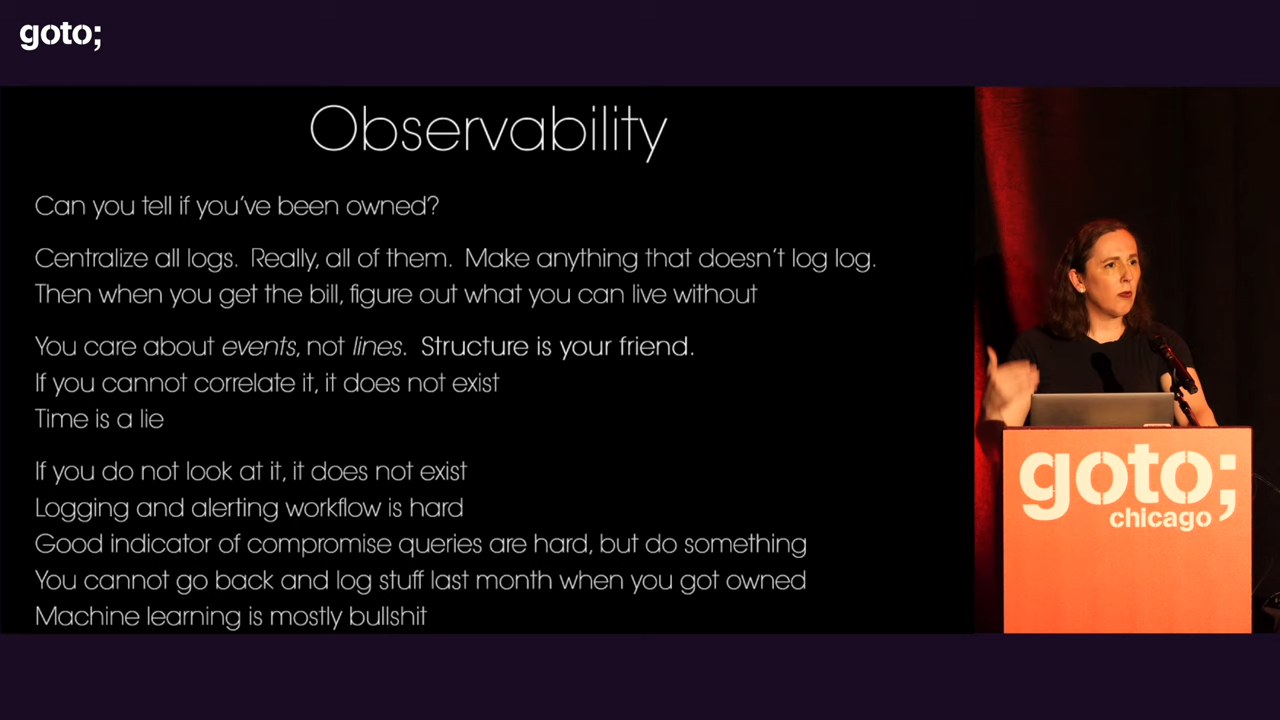 goto;
Observability
Can you tell if you've been owned?
Centralize all logs.  Really, all of them.  Make anything that doesn't log log.
Then when you get the bill, figure out what you can live without
You care about events, not lines.  Structure is your friend.
If you cannot correlate it, it does not exist
Time is a lie
If you do not look at it, it does not exist
Logging and alerting workflow is hard
Good indicator of compromise queries are hard, but do something
You cannot go back and log stuff last month when you got owned
Machine learning is mostly bullshit
goto;
chicago